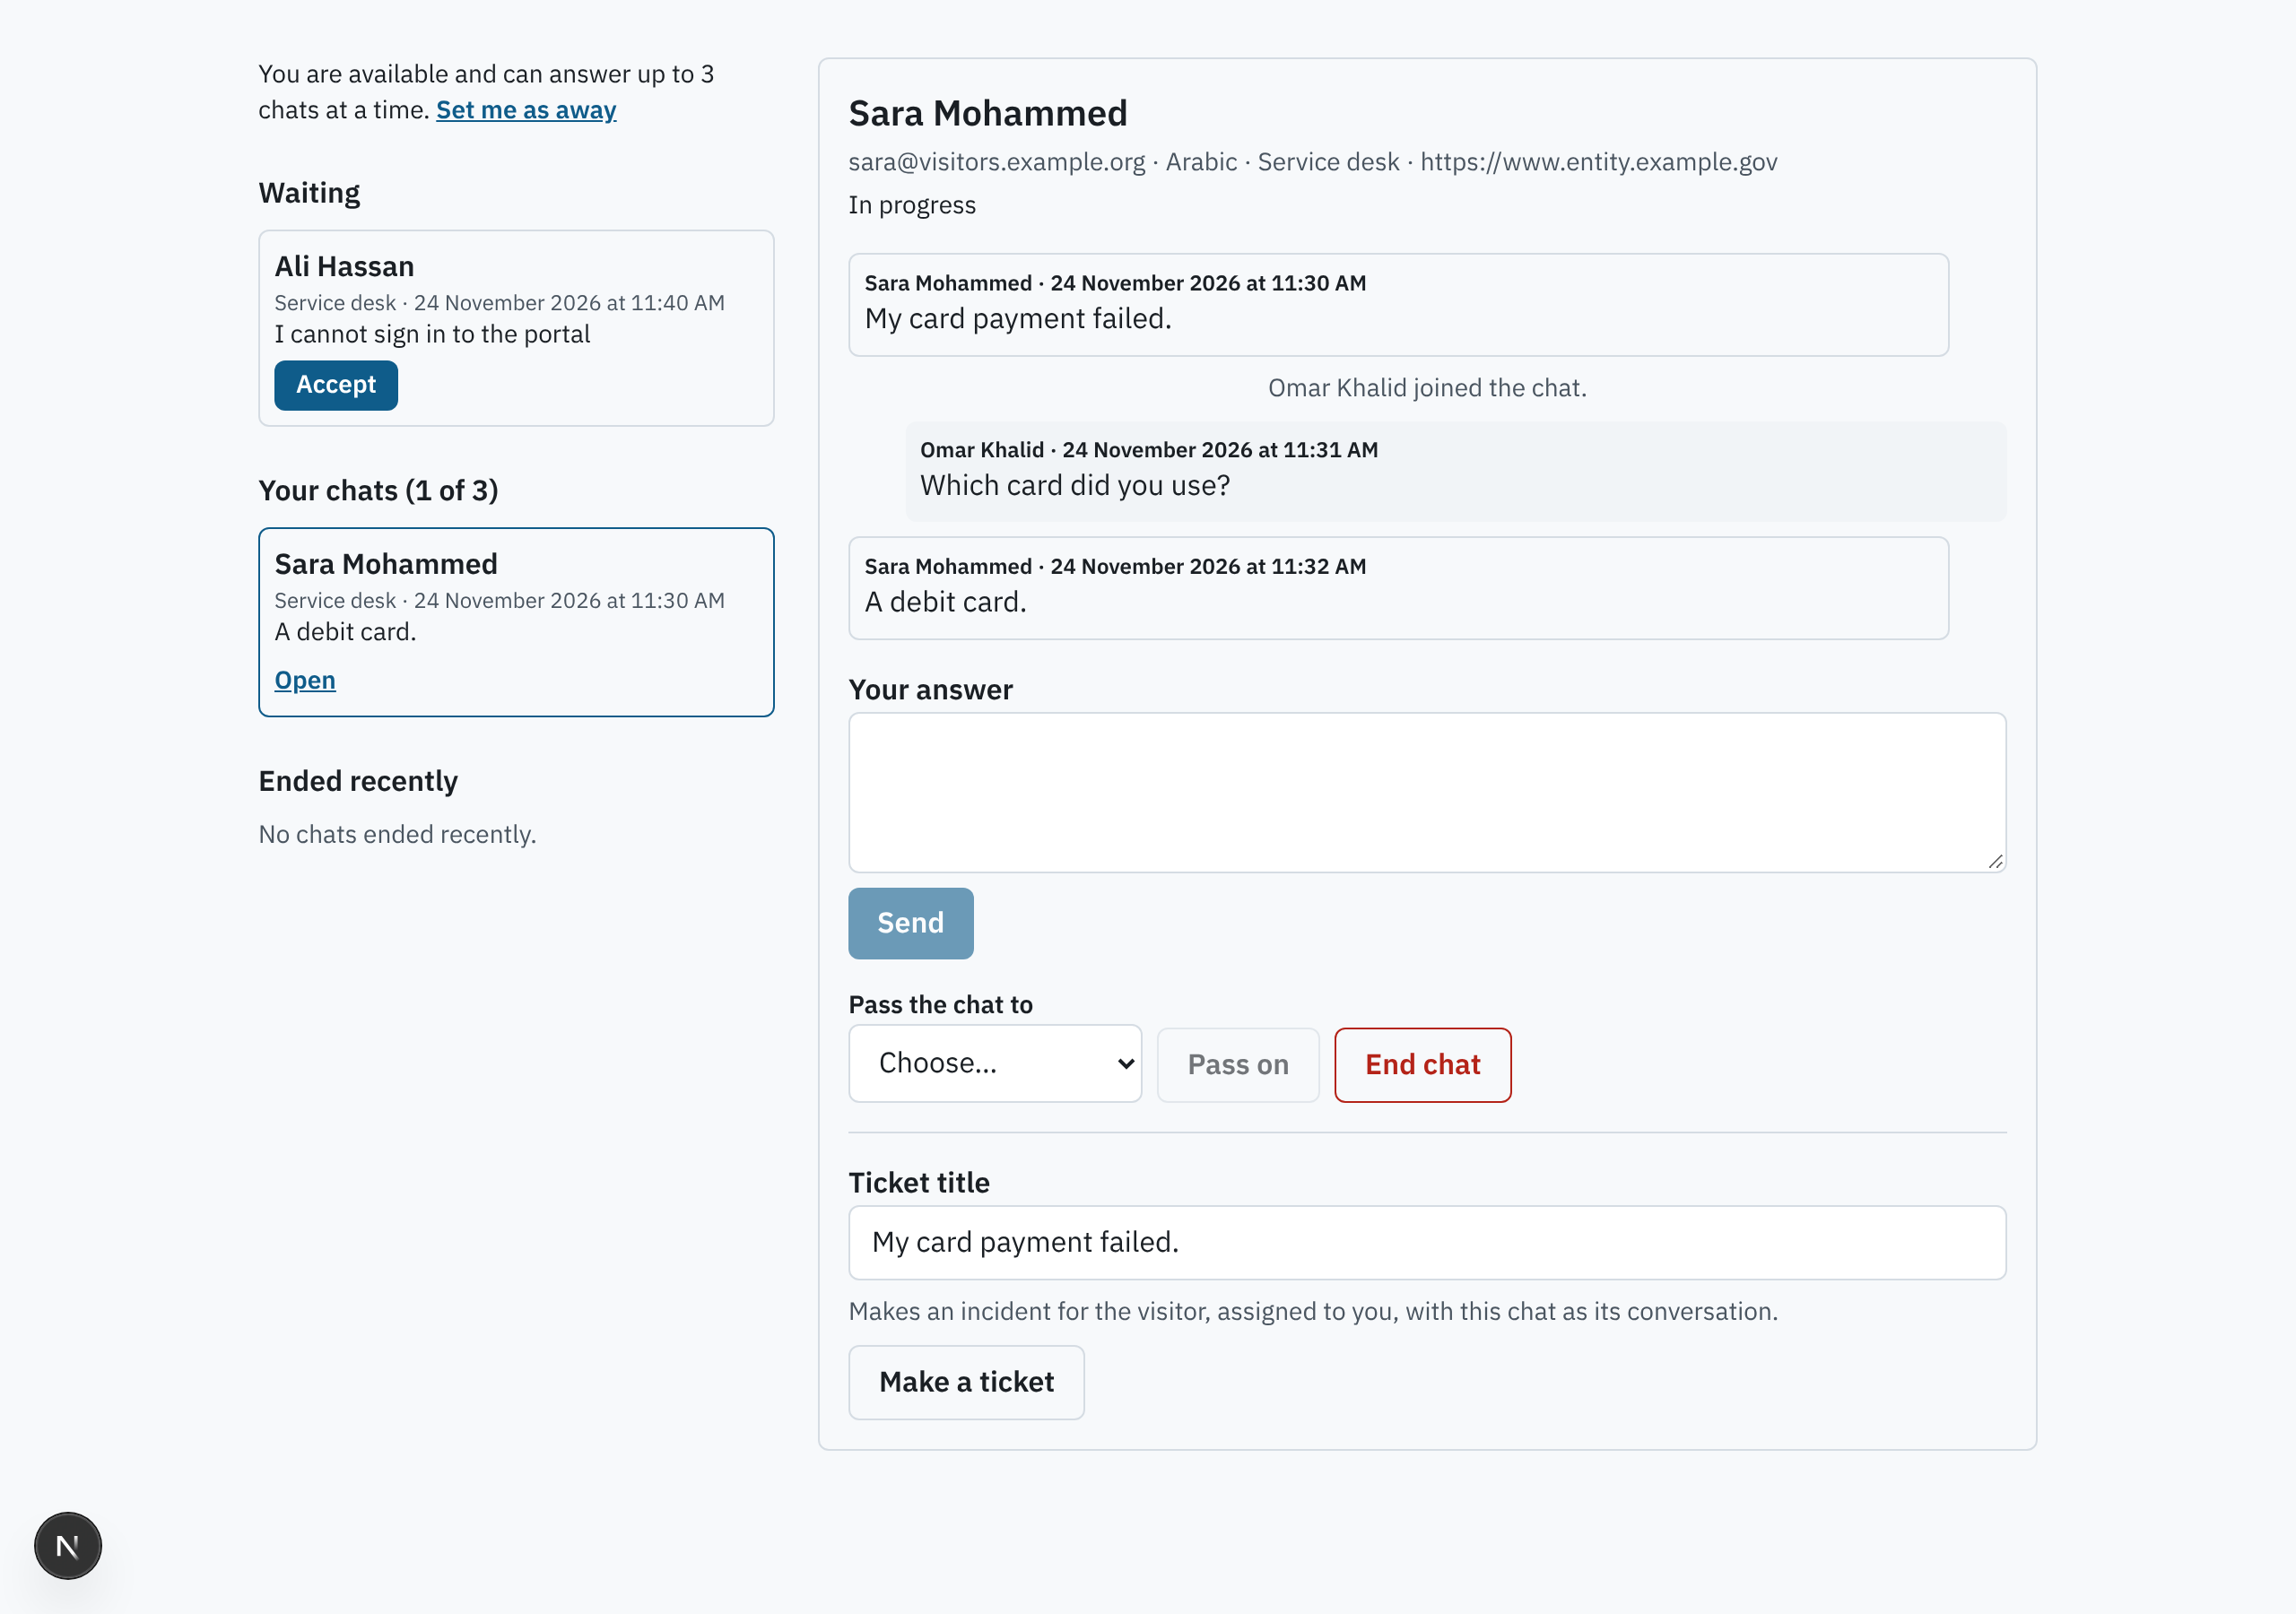 You are available and can answer up to 3
chats at a time. Set me as away
Waiting
Ali Hassan
Service desk · 24 November 2026 at 11:40 AM
I cannot sign in to the portal
Accept
Your chats (1 of 3)
Sara Mohammed
Service desk · 24 November 2026 at 11:30 AM
A debit card.
Open
Ended recently
No chats ended recently.
Sara Mohammed
sara@visitors.example.org · Arabic · Service desk · https://www.entity.example.gov
In progress
Sara Mohammed · 24 November 2026 at 11:30 AM
My card payment failed.
Omar Khalid joined the chat.
Omar Khalid · 24 November 2026 at 11:31 AM
Which card did you use?
Sara Mohammed · 24 November 2026 at 11:32 AM
A debit card.
Your answer
Send
Pass the chat to
Choose...
Pass on
End chat
Ticket title
My card payment failed.
Makes an incident for the visitor, assigned to you, with this chat as its conversation.
Make a ticket
N